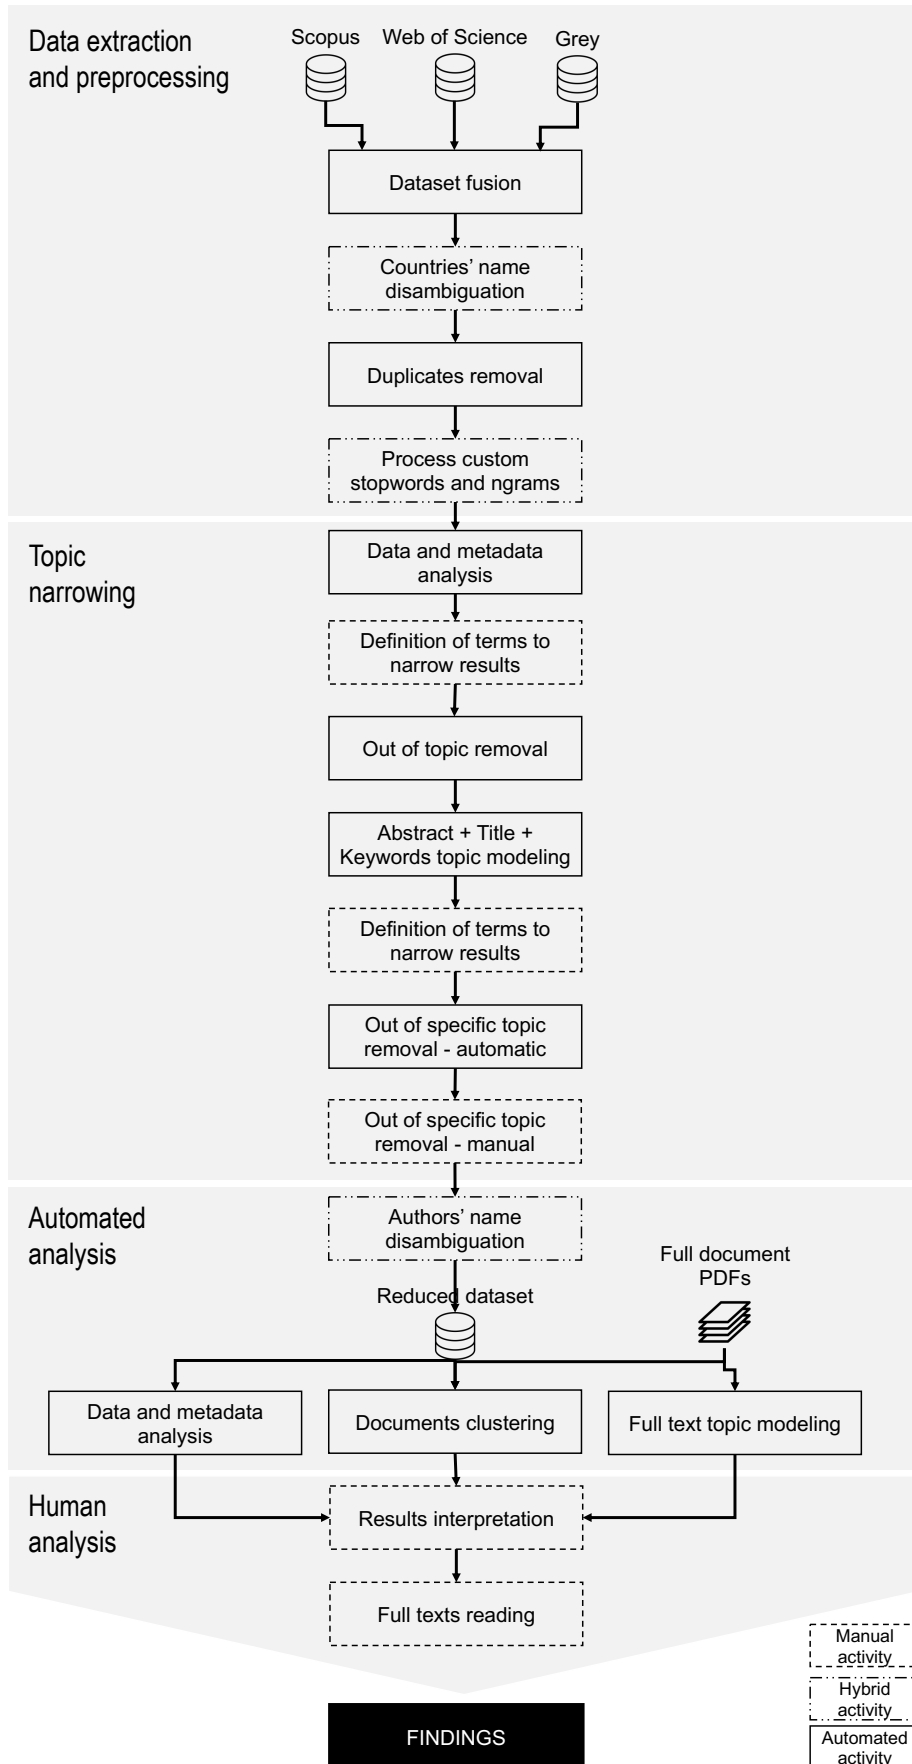 Data extraction
and preprocessing
Scopus
Web of Science
Grey
Dataset fusion
Countries’ name
disambiguation
Duplicates removal
Process custom
stopwords and ngrams
Topic
narrowing
Data and metadata
analysis
Definition of terms to
narrow results
Out of topic removal
Abstract + Title +
Keywords topic modeling
Definition of terms to
narrow results
Out of specific topic
removal - automatic
Out of specific topic
removal - manual
Automated
analysis
Authors’ name
disambiguation
Full document
PDFs
Reduced dataset
Data and metadata
analysis
Documents clustering
Full text topic modeling
Human
analysis
Results interpretation
Full texts reading
Manual
activity
Hybrid
activity
Automated
activity
FINDINGS